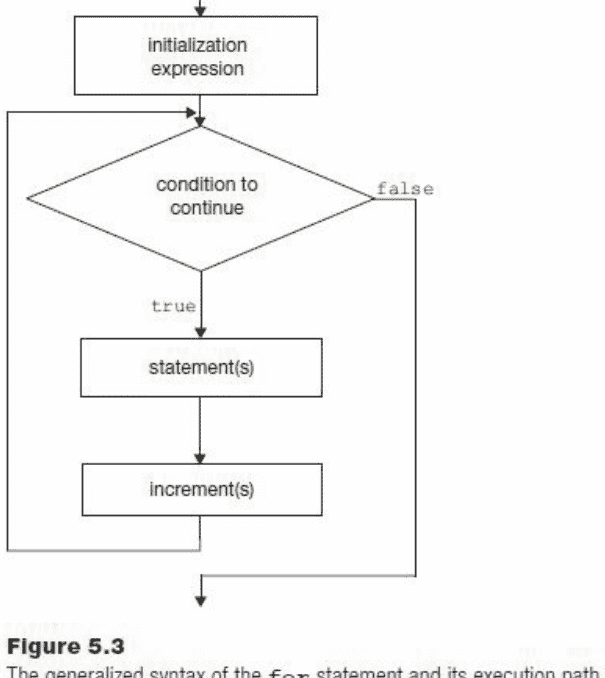 initialization
expression
condition to
continue
false
true
statement(s)
increment(s)
Figure 5.3
The generalized syntax of the for statement and its execution path